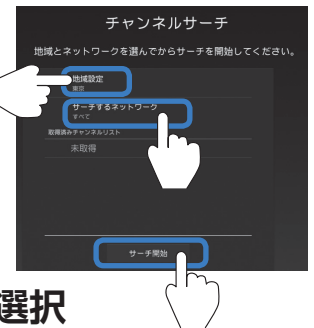 チャンネルサーチ
地域とネットワークを選んでからサーチを開始してください。
地域設定
東京
サーチするネットワーク
すべて
取得済みチャンネルリスト
未取得
サーチ開始
選択